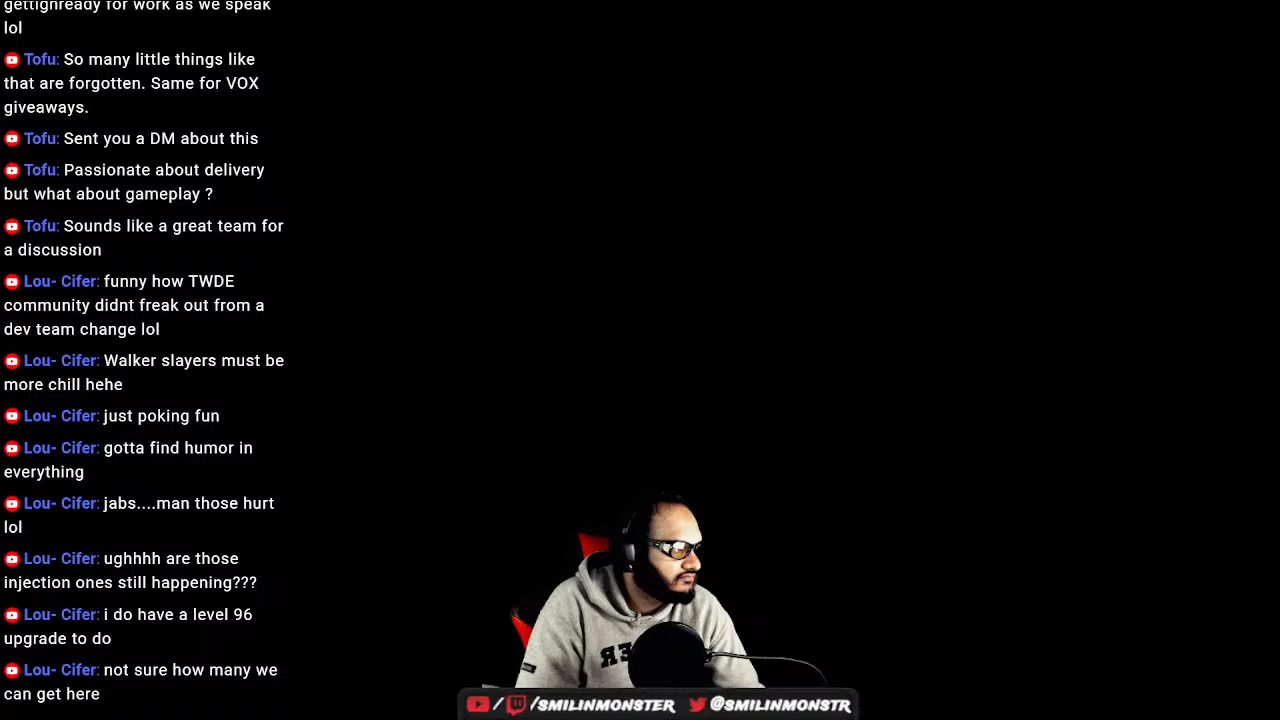 gettignready for work as we speak
lol
Tofu: So many little things like
that are forgotten. Same for VOX
giveaways.
Tofu: Sent you a DM about this
Tofu: Passionate about delivery
but what about gameplay ?
Tofu: Sounds like a great team for
a discussion
Lou- Cifer: funny how TWDE
community didnt freak out from a
dev team change lol
Lou- Cifer: Walker slayers must be
more chill hehe
Lou- Cifer: just poking fun
Lou- Cifer: gotta find humor in
everything
Lou- Cifer: jabs....man those hurt
lol
Lou- Cifer: ughhhh are those
injection ones still happening???
Lou- Cifer: i do have a level 96
upgrade to do
Lou- Cifer: not sure how many we
can get here
/ /SMILINMONSTER @SMILINMONSTR